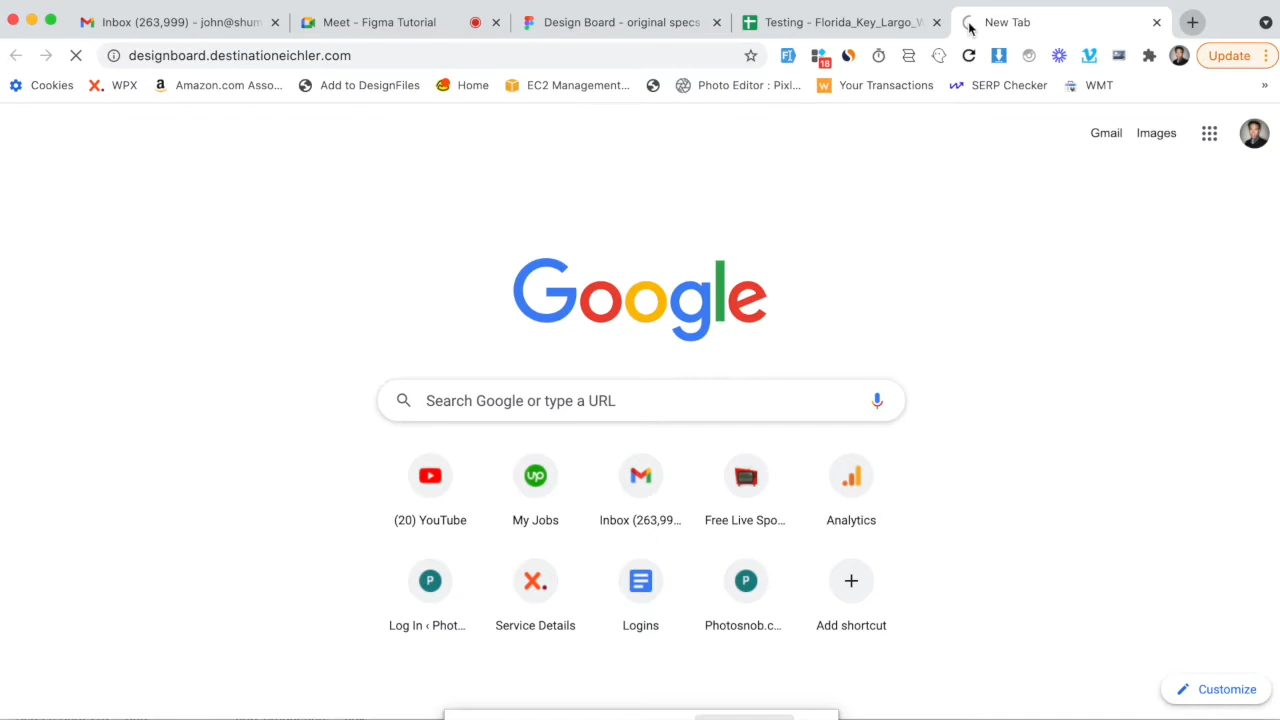 Inbox (263,999) - john@shum
Meet - Figma Tutorial
Design Board - original specs
Testing - Florida_Key_Largo_W
New Tab
designboard.destinationeichler.com
18
Update
Cookies
WPX
Amazon.com Asso...
Add to DesignFiles
Home
EC2 Management...
Photo Editor : Pixl...
Your Transactions
SERP Checker
WMT
»
Gmail
Images
Google
Search Google or type a URL
(20) YouTube
My Jobs
Inbox (263,99...
Free Live Spo...
Analytics
Log In ‹ Phot...
Service Details
Logins
Photosnob.c...
Add shortcut
Customize